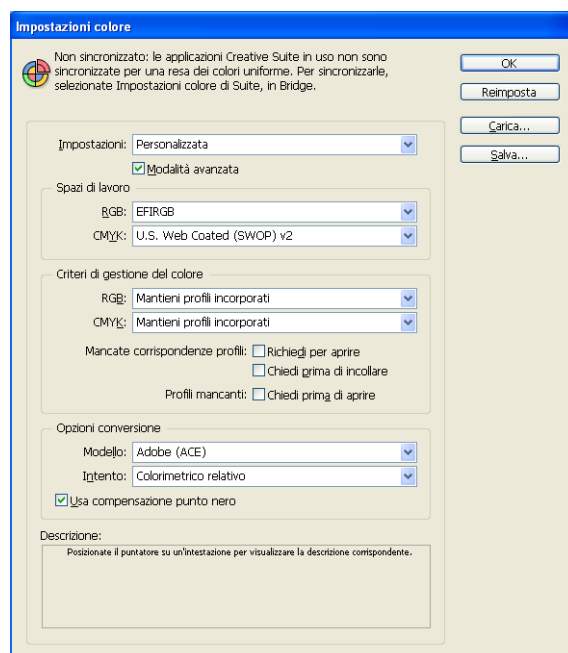 Impostazioni colore
Non sincronizzato: le applicazioni Creative Suite in uso non sono
sincronizzate per una resa dei colori uniforme. Per sincronizzarle,
selezionate Impostazioni colore di Suite, in Bridge.
OK
Reimposta
Carica...
Salva...
Impostazioni: Personalizzata
Modalità avanzata
Spazi di lavoro
RGB: EFIRGB
CMYK: U.S. Web Coated (SWOP) v2
Criteri di gestione del colore
RGB: Mantieni profili incorporati
CMYK: Mantieni profili incorporati
Mancate corrispondenze profili: Richiedi per aprire
Chiedi prima di incollare
Profili mancanti: Chiedi prima di aprire
Opzioni conversione
Modello: Adobe (ACE)
Intento: Colorimetrico relativo
Usa compensazione punto nero
Descrizione:
Posizionate il puntatore su un'intestazione per visualizzare la descrizione corrispondente.